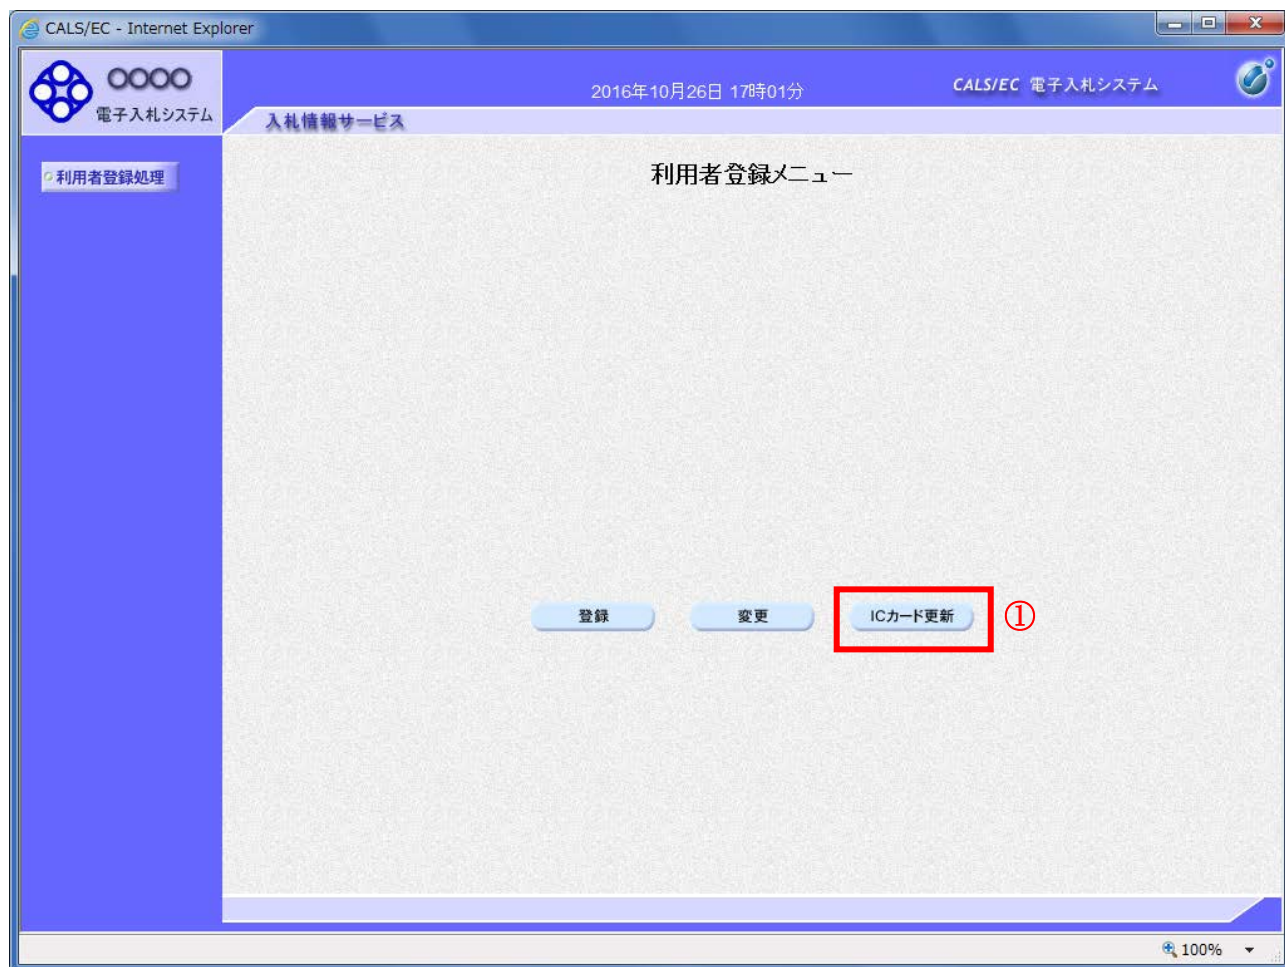 CALS/EC - Internet Explorer
〇〇〇〇
電子入札システム
2016年10月26日 17時01分
CALS/EC 電子入札システム
入札情報サービス
利用者登録処理
利用者登録メニュー
登録
変更
ICカード更新
①
100%